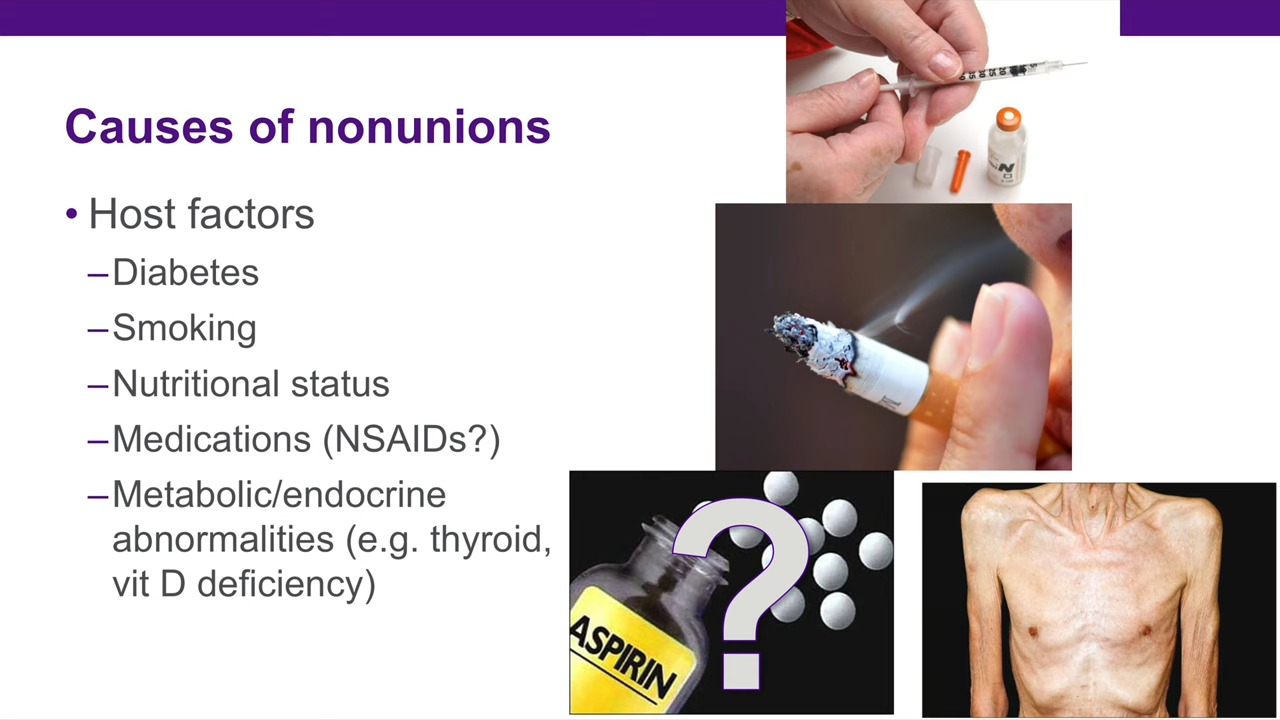 Causes of nonunions
• Host factors
–Diabetes
–Smoking
–Nutritional status
–Medications (NSAIDs?)
–Metabolic/endocrine
abnormalities (e.g. thyroid,
vit D deficiency)
?
ASPIRIN